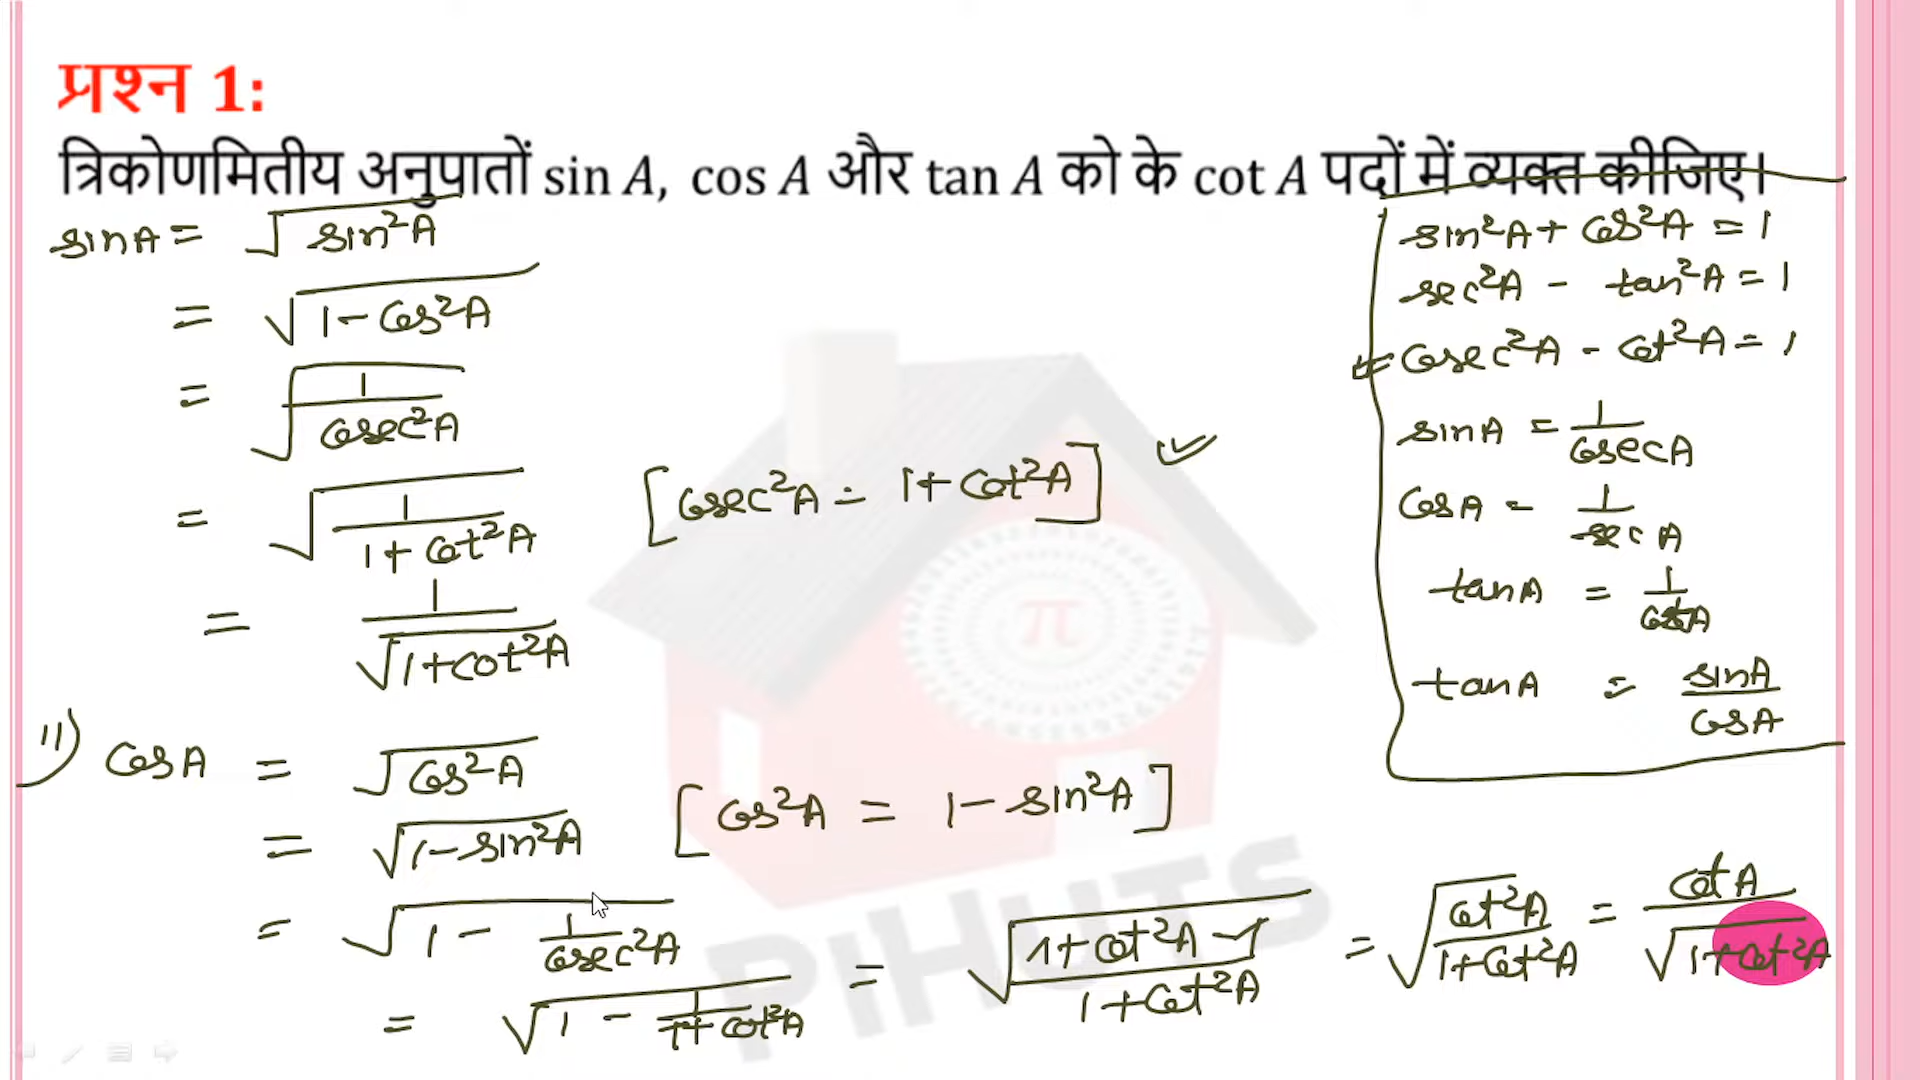 प्रश्न 1:
त्रिकोणमितीय अनुपातों sin A, cos A और tan A को के cot A पदों में व्यक्त कीजिए।
sinA = √(sin²A)
= √(1 - cos²A)
= √(1/cosec²A)
= √(1/(1 + cot²A)) [cosec²A = 1 + cot²A]
= 1/√(1 + cot²A)
II) cosA = √(cos²A)
= √(1 - sin²A) [cos²A = 1 - sin²A]
= √(1 - 1/cosec²A)
= √(1 - 1/(1 + cot²A)) = √((1 + cot²A - 1)/(1 + cot²A)) = √(cot²A/(1 + cot²A)) = cotA/√(1 + cot²A)
sin²A + cos²A = 1
sec²A - tan²A = 1
cosec²A - cot²A = 1
sinA = 1/cosecA
cosA = 1/secA
tanA = 1/cotA
tanA = sinA/cosA
π
PiHUTS